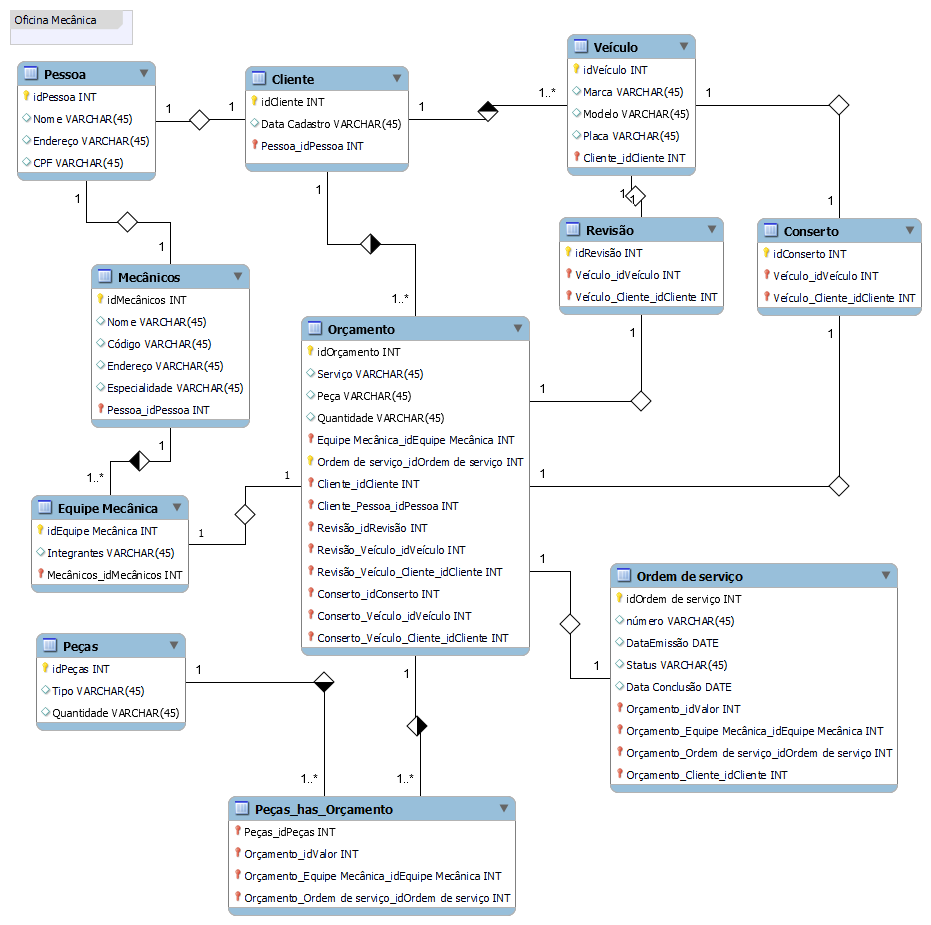 Oficina Mecânica
Pessoa
idPessoa INT
Nome VARCHAR(45)
Endereço VARCHAR(45)
CPF VARCHAR(45)
1
1
Cliente
idCliente INT
Data Cadastro VARCHAR(45)
Pessoa_idPessoa INT
1
1..*
Veículo
idVeículo INT
Marca VARCHAR(45)
Modelo VARCHAR(45)
Placa VARCHAR(45)
Cliente_idCliente INT
1
1
1
1
1
1
Mecânicos
idMecânicos INT
Nome VARCHAR(45)
Código VARCHAR(45)
Endereço VARCHAR(45)
Especialidade VARCHAR(45)
Pessoa_idPessoa INT
1
1..*
Revisão
idRevisão INT
Veículo_idVeículo INT
Veículo_Cliente_idCliente INT
1
1
Conserto
idConserto INT
Veículo_idVeículo INT
Veículo_Cliente_idCliente INT
1
1
Orçamento
idOrçamento INT
Serviço VARCHAR(45)
Peça VARCHAR(45)
Quantidade VARCHAR(45)
Equipe Mecânica_idEquipe Mecânica INT
Ordem de serviço_idOrdem de serviço INT
Cliente_idCliente INT
Cliente_Pessoa_idPessoa INT
Revisão_idRevisão INT
Revisão_Veículo_idVeículo INT
Revisão_Veículo_Cliente_idCliente INT
Conserto_idConserto INT
Conserto_Veículo_idVeículo INT
Conserto_Veículo_Cliente_idCliente INT
1
1..*
Equipe Mecânica
idEquipe Mecânica INT
Integrantes VARCHAR(45)
Mecânicos_idMecânicos INT
1
1
Ordem de serviço
idOrdem de serviço INT
número VARCHAR(45)
DataEmissão DATE
Status VARCHAR(45)
Data Conclusão DATE
Orçamento_idValor INT
Orçamento_Equipe Mecânica_idEquipe Mecânica INT
Orçamento_Ordem de serviço_idOrdem de serviço INT
Orçamento_Cliente_idCliente INT
1
1
Peças
idPeças INT
Tipo VARCHAR(45)
Quantidade VARCHAR(45)
1
1..*
1
1..*
Peças_has_Orçamento
Peças_idPeças INT
Orçamento_idValor INT
Orçamento_Equipe Mecânica_idEquipe Mecânica INT
Orçamento_Ordem de serviço_idOrdem de serviço INT